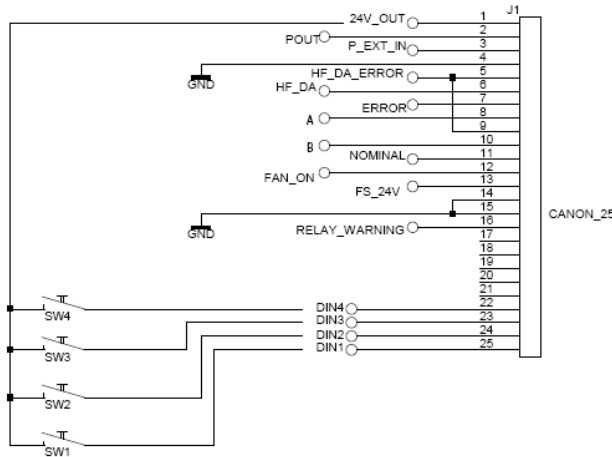 J1
24V_OUT 1
POUT 2
P_EXT_IN 3
4
GND HF_DA_ERROR 5
HF_DA 6
ERROR 7
A 8
9
B 10
NOMINAL 11
FAN_ON 12
FS_24V 13
14
15 CANON_25
GND RELAY_WARNING 16
17
18
19
20
21
SW4 DIN4 22
DIN3 23
SW3 DIN2 24
DIN1 25
SW2
SW1